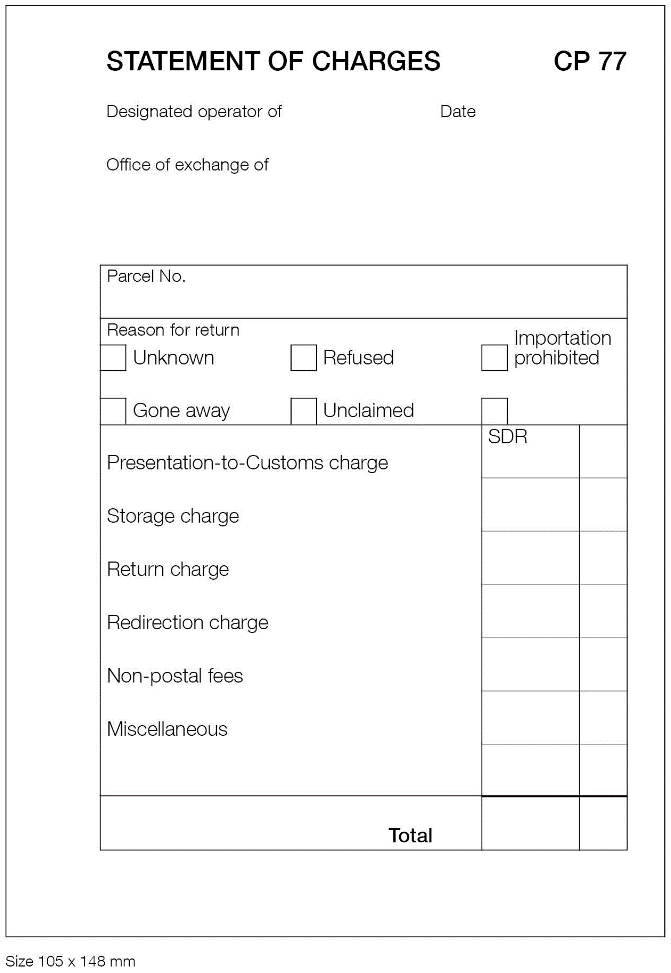 STATEMENT OF CHARGES CP 77
Designated operator of Date
Office of exchange of
Parcel No.
Reason for return
Unknown Refused Importation prohibited
Gone away Unclaimed
SDR
Presentation-to-Customs charge
Storage charge
Return charge
Redirection charge
Non-postal fees
Miscellaneous
Total
Size 105 x 148 mm